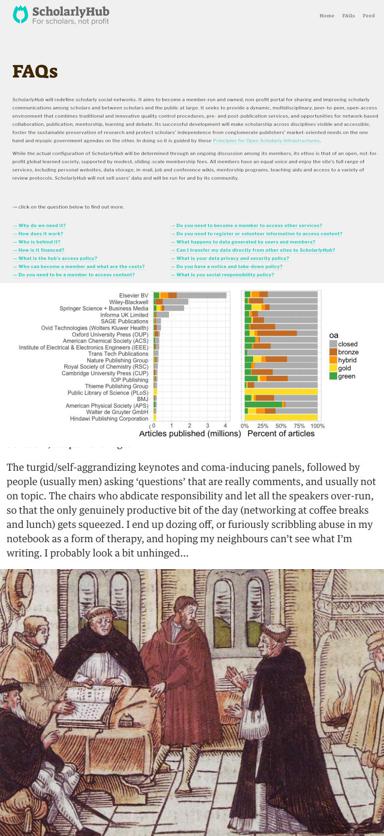 ScholarlyHub
For scholars, not profit
Home FAQs Feed
FAQs
ScholarlyHub will redefine scholarly social-networks. It aims to become a member-run and owned, non-profit portal for sharing and improving scholarly
communications among scholars and between scholars and the public at large. It seeks to provide a dynamic, multidisciplinary, peer-to-peer, open-access
environment that combines traditional and innovative quality control procedures, pre- and post-publication services, and opportunities for network-based
collaboration, publication, mentorship, learning and debate. Its successful development will make scholarship across disciplines visible and accessible,
foster the sustainable preservation of research and protect scholars' independence from conglomerate publishers' market-oriented needs on the one
hand and myopic government agendas on the other. In doing so it is guided by these Principles for Open Scholarly Infrastructures.
While the actual configuration of ScholarlyHub will be determined through an ongoing discussion among its members, its ethos is that of an open, not-for-
profit global learned society, supported by modest, sliding-scale membership fees. All members have an equal voice and enjoy the site's full range of
services, including personal websites, data storage, in-mail, job and conference wikis, mentorship programs, teaching aids and access to a variety of
review protocols. ScholarlyHub will not sell users' data and will be run for and by its community.
— click on the question below to find out more.
— Why do we need it?
— How does it work?
— Who is behind it?
— How is it financed?
— What is the hub's access policy?
— Who can become a member and what are the costs?
— Do you need to be a member to access content?
— Do you need to become a member to access other services?
— Do you need to register or volunteer information to access content?
— What happens to data generated by users and members?
— Can I transfer my data directly from other sites to ScholarlyHub?
— What is your data privacy and security policy?
— Do you have a notice and take-down policy?
— What is you social responsibility policy?
Elsevier BV
Wiley-Blackwell
Springer Science + Business Media
Informa UK Limited
SAGE Publications
Ovid Technologies (Wolters Kluwer Health)
Oxford University Press (OUP)
American Chemical Society (ACS)
Institute of Electrical & Electronics Engineers (IEEE)
Trans Tech Publications
Nature Publishing Group
Royal Society of Chemistry (RSC)
Cambridge University Press (CUP)
IOP Publishing
Thieme Publishing Group
Public Library of Science (PLoS)
BMJ
American Physical Society (APS)
Walter de Gruyter GmbH
Hindawi Publishing Corporation
0 1 2 3 4
Articles published (millions)
0 25% 50% 75% 100%
Percent of articles
oa
closed
bronze
hybrid
gold
green
The turgid/self-aggrandizing keynotes and coma-inducing panels, followed by
people (usually men) asking ‘questions’ that are really comments, and usually not
on topic. The chairs who abdicate responsibility and let all the speakers over-run,
so that the only genuinely productive bit of the day (networking at coffee breaks
and lunch) gets squeezed. I end up dozing off, or furiously scribbling abuse in my
notebook as a form of therapy, and hoping my neighbours can’t see what I’m
writing. I probably look a bit unhinged…